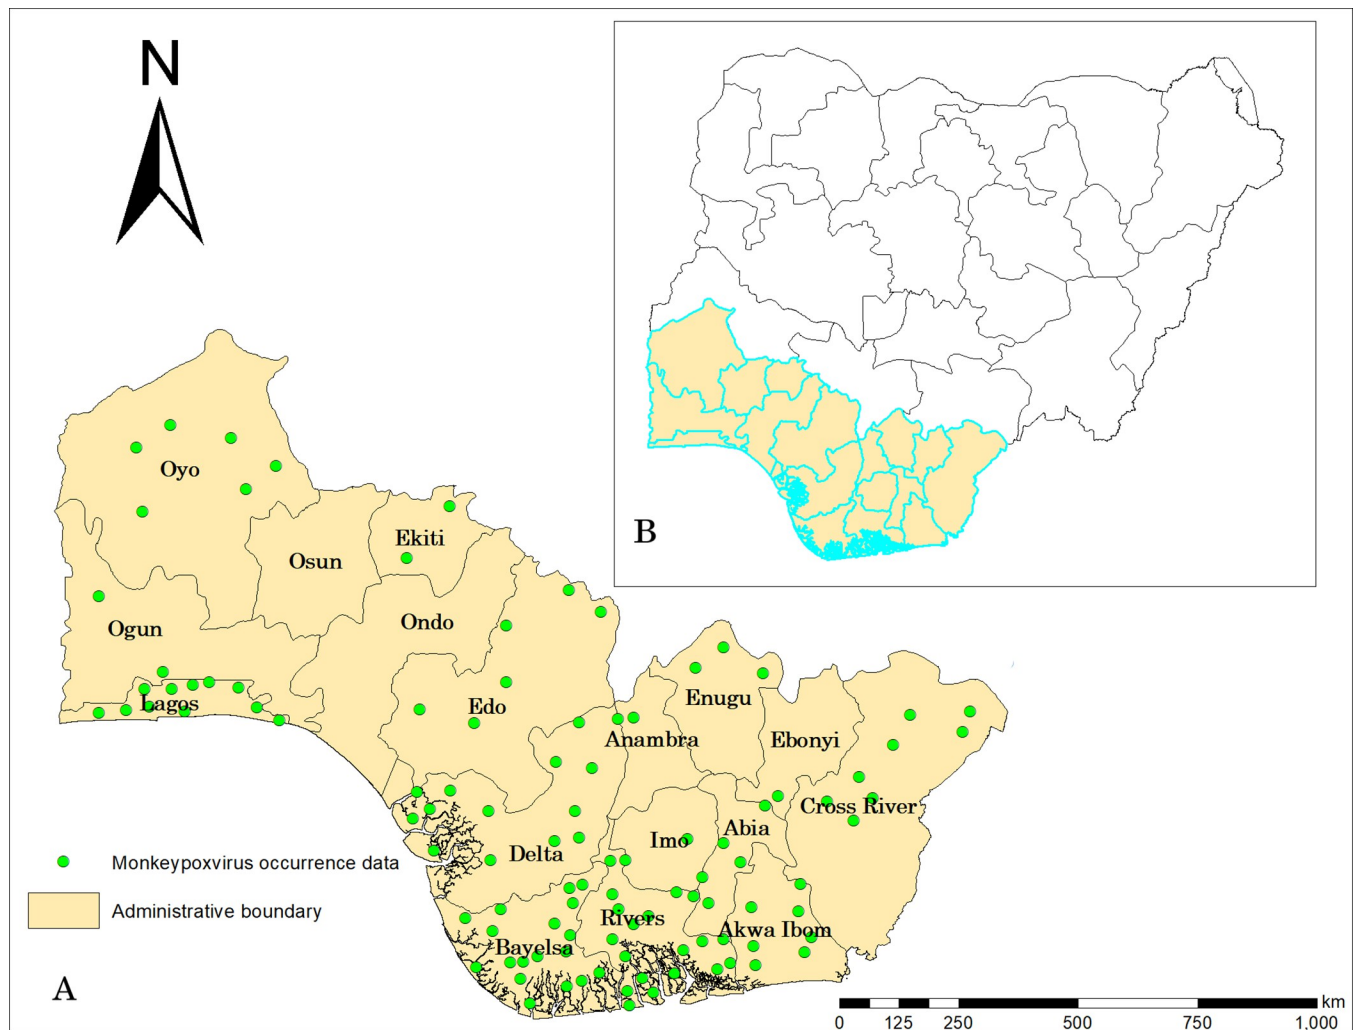 N
B
Oyo
Ekiti
Osun
Ogun
Ondo
Lagos
Edo
Enugu
Anambra
Ebonyi
Cross River
Abia
Imo
Delta
Rivers
Akwa Ibom
Bayelsa
Monkeypoxvirus occurrence data
Administrative boundary
A
km
0 125 250 500 750 1.000